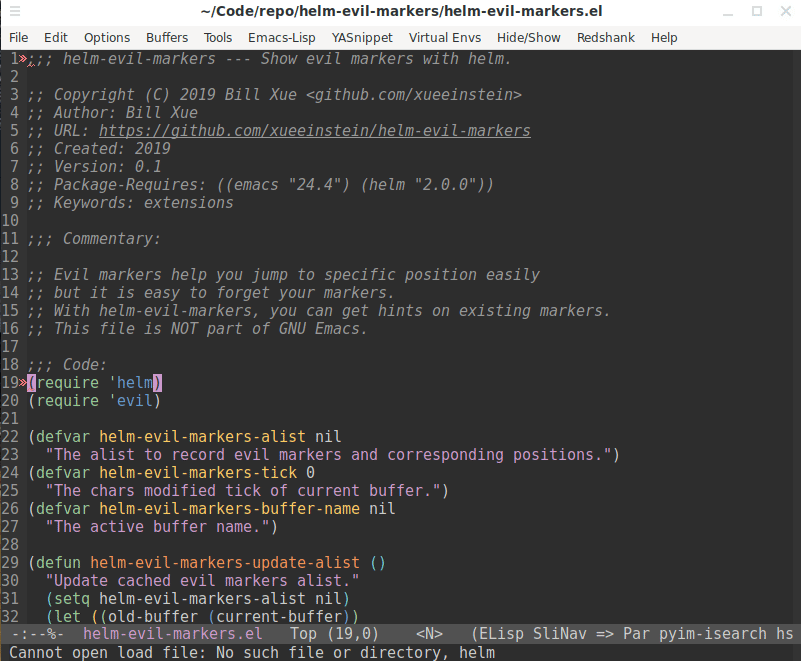 ~/Code/repo/helm-evil-markers/helm-evil-markers.el
File Edit Options Buffers Tools Emacs-Lisp YASnippet Virtual Envs Hide/Show Redshank Help
1»;;; helm-evil-markers --- Show evil markers with helm.
2
3 ;; Copyright (C) 2019 Bill Xue <github.com/xueeinstein>
4 ;; Author: Bill Xue
5 ;; URL: https://github.com/xueeinstein/helm-evil-markers
6 ;; Created: 2019
7 ;; Version: 0.1
8 ;; Package-Requires: ((emacs "24.4") (helm "2.0.0"))
9 ;; Keywords: extensions
10
11 ;;; Commentary:
12
13 ;; Evil markers help you jump to specific position easily
14 ;; but it is easy to forget your markers.
15 ;; With helm-evil-markers, you can get hints on existing markers.
16 ;; This file is NOT part of GNU Emacs.
17
18 ;;; Code:
19»(require 'helm)
20 (require 'evil)
21
22 (defvar helm-evil-markers-alist nil
23   "The alist to record evil markers and corresponding positions.")
24 (defvar helm-evil-markers-tick 0
25   "The chars modified tick of current buffer.")
26 (defvar helm-evil-markers-buffer-name nil
27   "The active buffer name.")
28
29 (defun helm-evil-markers-update-alist ()
30   "Update cached evil markers alist."
31   (setq helm-evil-markers-alist nil)
32   (let ((old-buffer (current-buffer))
-:--%-  helm-evil-markers.el   Top (19,0)    <N>   (ELisp SliNav => Par pyim-isearch hs
Cannot open load file: No such file or directory, helm